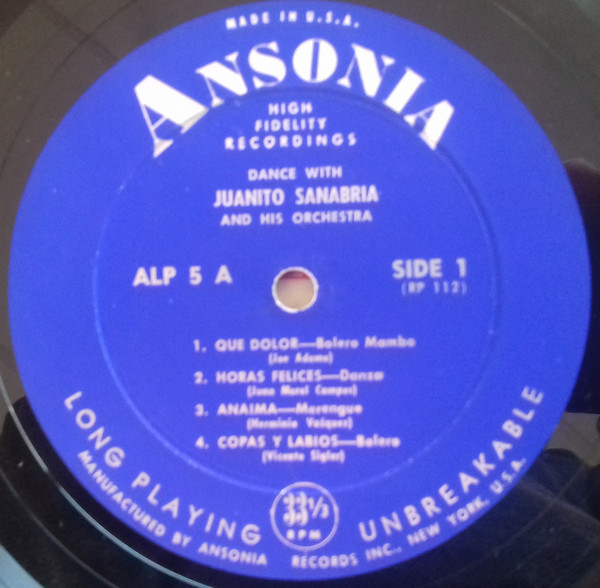 MADE IN U.S.A.
ANSONIA
HIGH
FIDELITY
RECORDINGS
DANCE WITH
JUANITO SANABRIA
AND HIS ORCHESTRA
ALP 5 A
SIDE 1
(RP 112)
1. QUE DOLOR—Bolero Mambo
(Joe Adame)
2. HORAS FELICES—Danza
(Juan Morel Campos)
3. ANAIMA—Merengue
(Herminio Vazquez)
4. COPAS Y LABIOS—Bolero
(Vicente Sigler)
LONG PLAYING 33 1/3 RPM UNBREAKABLE
MANUFACTURED BY ANSONIA RECORDS INC., NEW YORK, U.S.A.